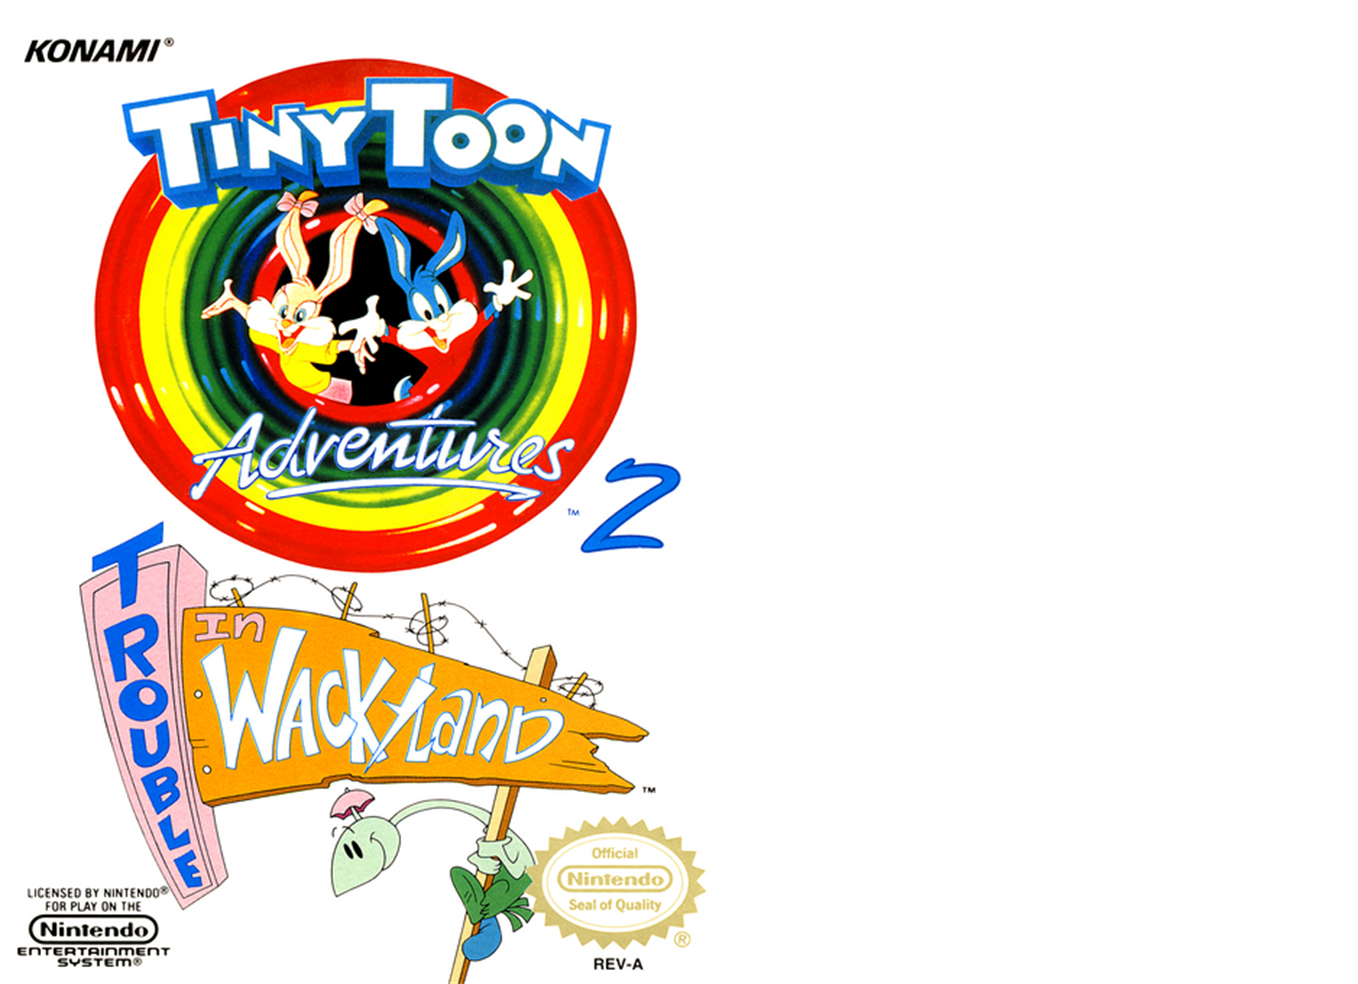 KONAMI®
TINY TOON
Adventures 2
™
TROUBLE
In
WACKYLAND
™
Official
Nintendo
Seal of Quality
®
LICENSED BY NINTENDO®
FOR PLAY ON THE
Nintendo
ENTERTAINMENT
SYSTEM®
REV-A